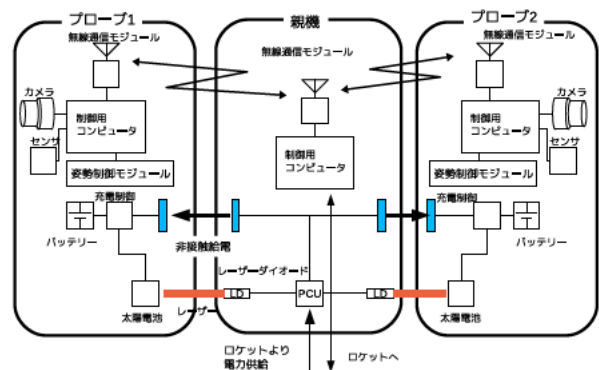 プローブ1
無線通信モジュール
カメラ
制御用
コンピュータ
センサ
姿勢制御モジュール
充電制御
バッテリー
太陽電池
親機
無線通信モジュール
制御用
コンピュータ
非接触給電
レーザーダイオード
LD
PCU
LD
レーザー
ロケットより
電力供給
ロケットへ
プローブ2
無線通信モジュール
カメラ
制御用
コンピュータ
センサ
姿勢制御モジュール
充電制御
バッテリー
太陽電池